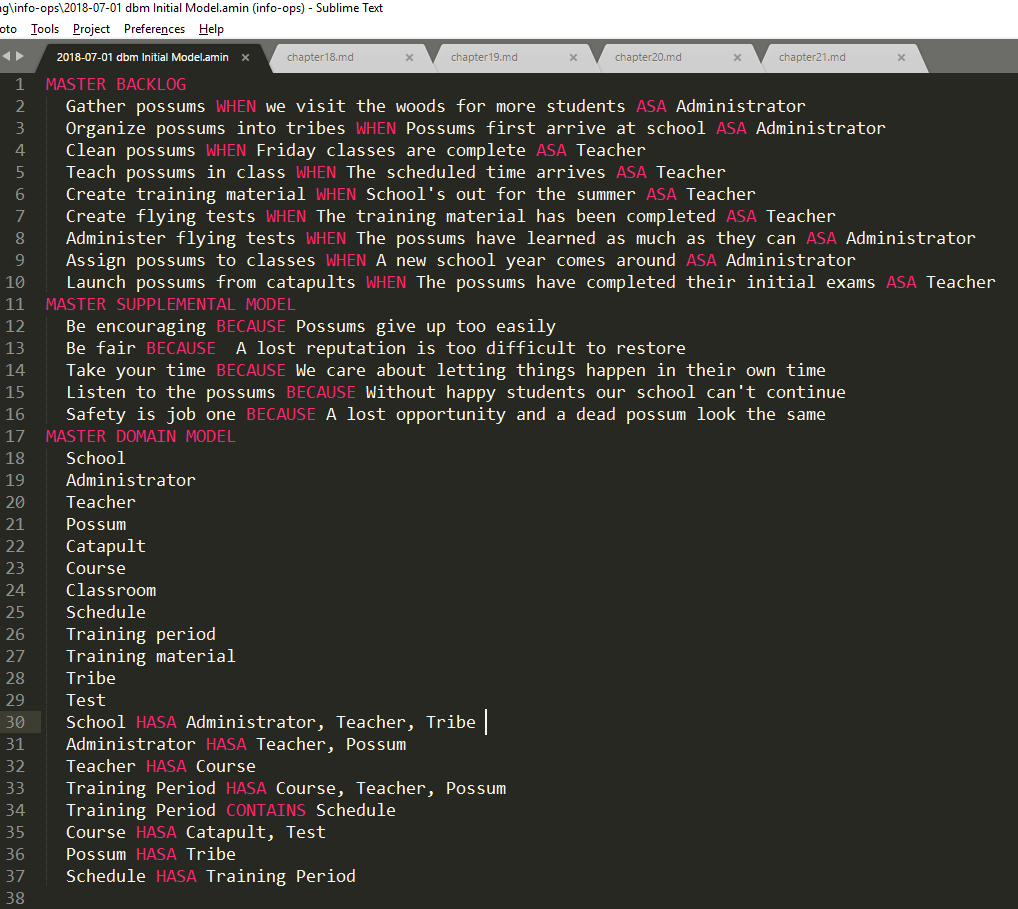 ng\info-ops\2018-07-01 dbm Initial Model.amin (info-ops) - Sublime Text
oto Tools Project Preferences Help
2018-07-01 dbm Initial Model.amin × chapter18.md × chapter19.md × chapter20.md × chapter21.md ×
1 MASTER BACKLOG
2 Gather possums WHEN we visit the woods for more students ASA Administrator
3 Organize possums into tribes WHEN Possums first arrive at school ASA Administrator
4 Clean possums WHEN Friday classes are complete ASA Teacher
5 Teach possums in class WHEN The scheduled time arrives ASA Teacher
6 Create training material WHEN School's out for the summer ASA Teacher
7 Create flying tests WHEN The training material has been completed ASA Teacher
8 Administer flying tests WHEN The possums have learned as much as they can ASA Administrator
9 Assign possums to classes WHEN A new school year comes around ASA Administrator
10 Launch possums from catapults WHEN The possums have completed their initial exams ASA Teacher
11 MASTER SUPPLEMENTAL MODEL
12 Be encouraging BECAUSE Possums give up too easily
13 Be fair BECAUSE  A lost reputation is too difficult to restore
14 Take your time BECAUSE We care about letting things happen in their own time
15 Listen to the possums BECAUSE Without happy students our school can't continue
16 Safety is job one BECAUSE A lost opportunity and a dead possum look the same
17 MASTER DOMAIN MODEL
18 School
19 Administrator
20 Teacher
21 Possum
22 Catapult
23 Course
24 Classroom
25 Schedule
26 Training period
27 Training material
28 Tribe
29 Test
30 School HASA Administrator, Teacher, Tribe
31 Administrator HASA Teacher, Possum
32 Teacher HASA Course
33 Training Period HASA Course, Teacher, Possum
34 Training Period CONTAINS Schedule
35 Course HASA Catapult, Test
36 Possum HASA Tribe
37 Schedule HASA Training Period
38